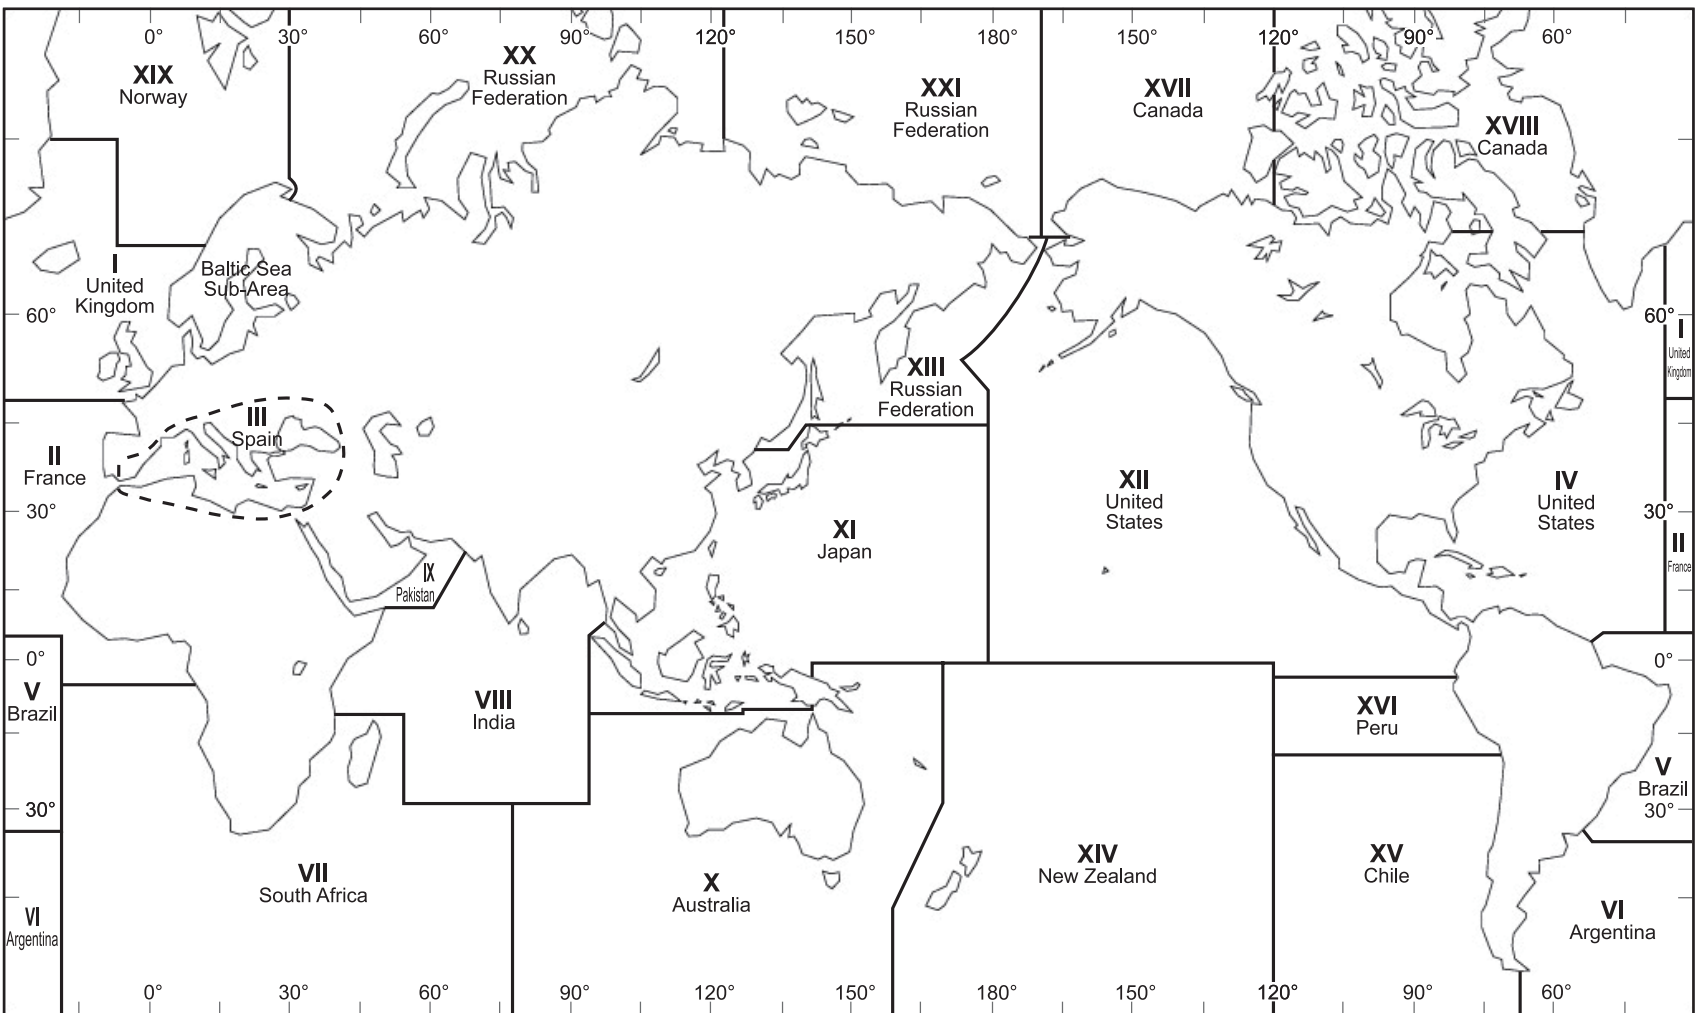 0° 30° 60° 90° 120° 150° 180° 150° 120° 90° 60°
XIX
Norway
XX
Russian
Federation
XXI
Russian
Federation
XVII
Canada
XVIII
Canada
I
United
Kingdom
Baltic Sea
Sub-Area
60°
60°
I
United
Kingdom
XIII
Russian
Federation
III
Spain
II
France
XII
United
States
IV
United
States
30°
30°
XI
Japan
II
France
IX
Pakistan
0°
0°
V
Brazil
VIII
India
XVI
Peru
V
Brazil
30°
30°
VII
South Africa
X
Australia
XIV
New Zealand
XV
Chile
VI
Argentina
VI
Argentina
0° 30° 60° 90° 120° 150° 180° 150° 120° 90° 60°